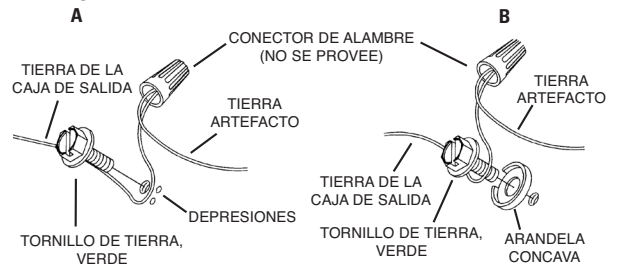 A
B
CONECTOR DE ALAMBRE
(NO SE PROVEE)
TIERRA DE LA
CAJA DE SALIDA
TIERRA
ARTEFACTO
TIERRA
ARTEFACTO
DEPRESIONES
TORNILLO DE TIERRA,
VERDE
TIERRA DE LA
CAJA DE SALIDA
TORNILLO DE TIERRA,
VERDE
ARANDELA
CONCAVA